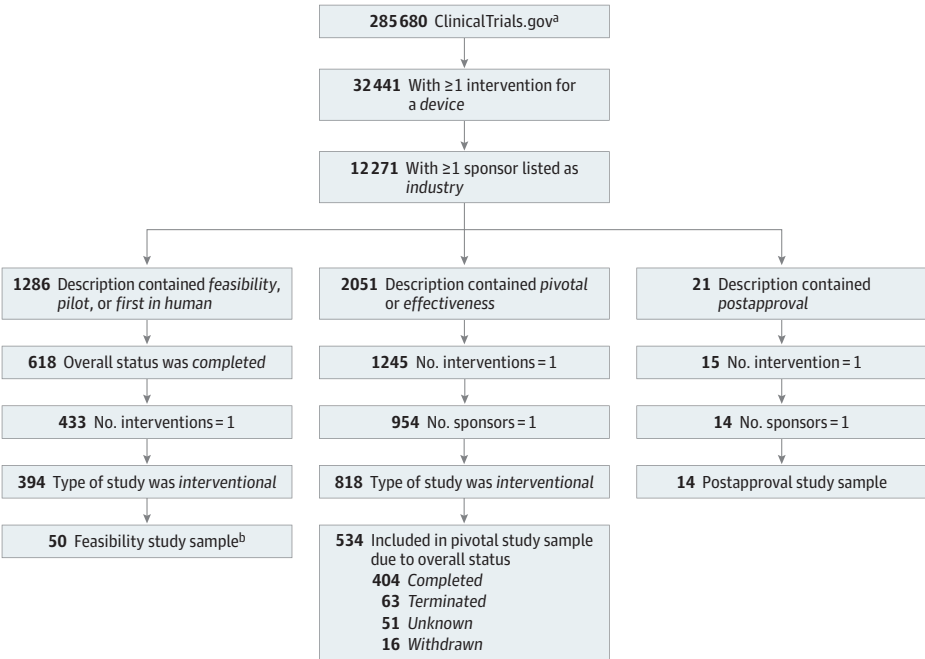 285680 ClinicalTrials.govᵃ
32441 With ≥1 intervention for
a device
12271 With ≥1 sponsor listed as
industry
1286 Description contained feasibility,
pilot, or first in human
618 Overall status was completed
433 No. interventions = 1
394 Type of study was interventional
50 Feasibility study sampleᵇ
2051 Description contained pivotal
or effectiveness
1245 No. interventions = 1
954 No. sponsors = 1
818 Type of study was interventional
534 Included in pivotal study sample
due to overall status
404 Completed
63 Terminated
51 Unknown
16 Withdrawn
21 Description contained
postapproval
15 No. intervention = 1
14 No. sponsors = 1
14 Postapproval study sample